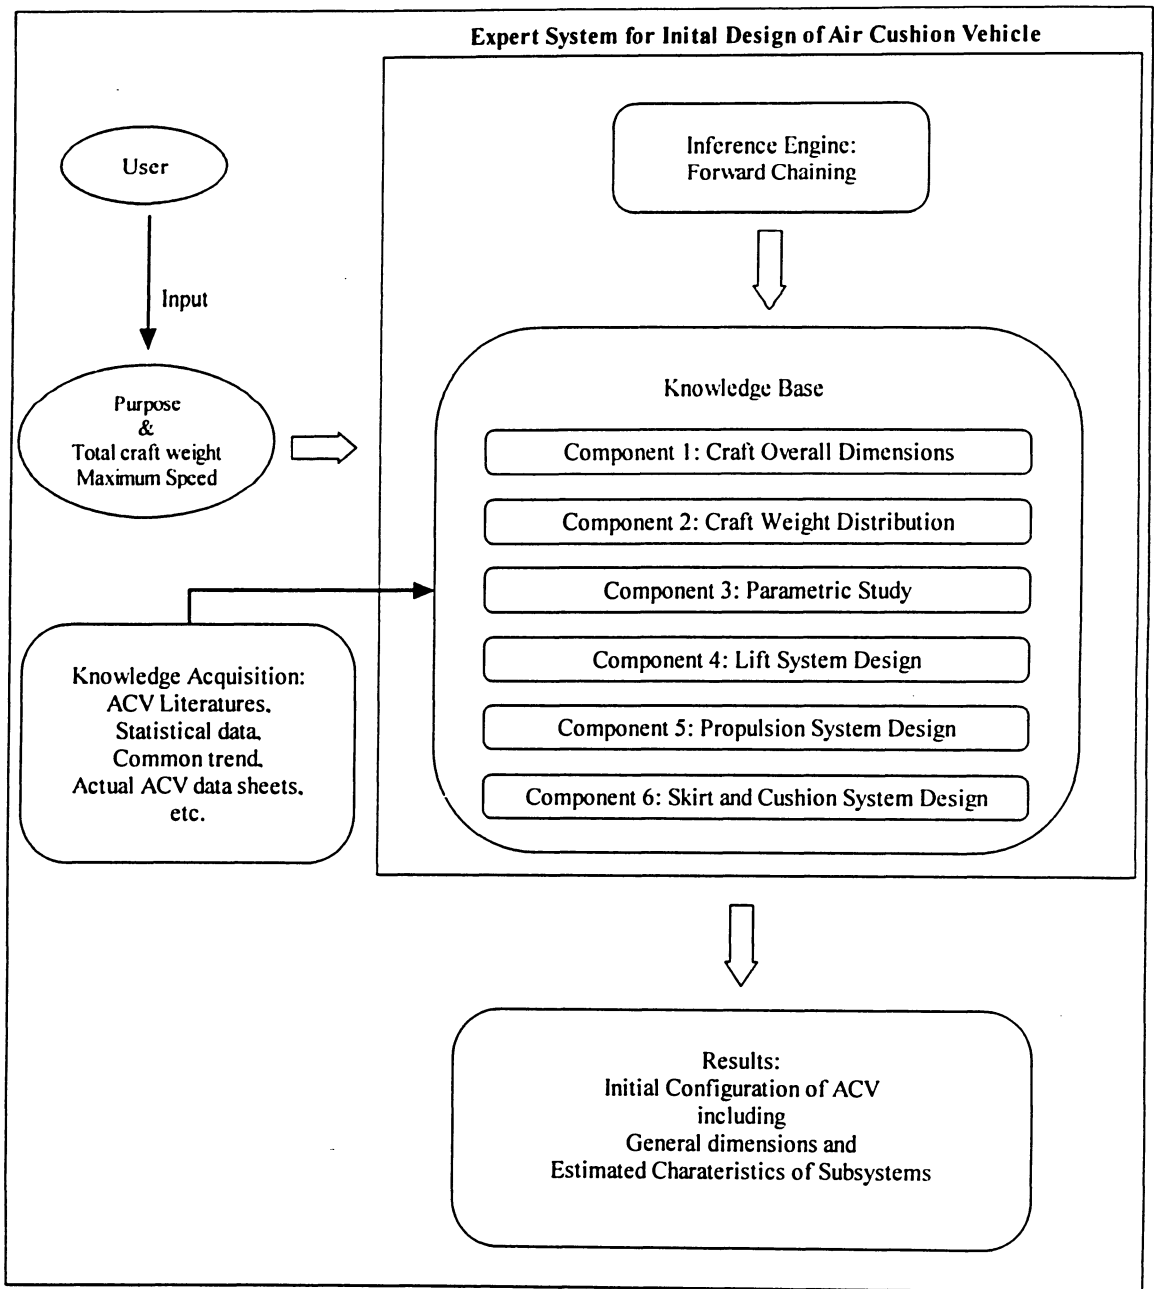 Expert System for Inital Design of Air Cushion Vehicle
User
Input
Purpose
&
Total craft weight
Maximum Speed
Inference Engine:
Forward Chaining
Knowledge Base
Component 1: Craft Overall Dimensions
Component 2: Craft Weight Distribution
Component 3: Parametric Study
Component 4: Lift System Design
Component 5: Propulsion System Design
Component 6: Skirt and Cushion System Design
Knowledge Acquisition:
ACV Literatures,
Statistical data,
Common trend,
Actual ACV data sheets,
etc.
Results:
Initial Configuration of ACV
including
General dimensions and
Estimated Charateristics of Subsystems